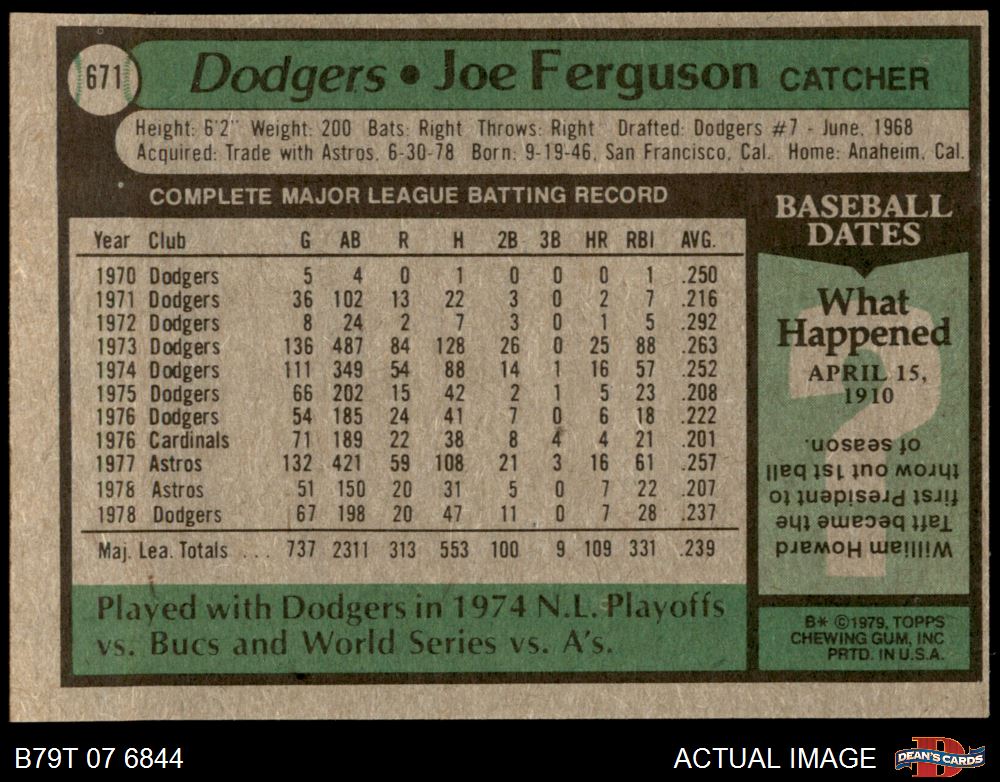 671
Dodgers • Joe Ferguson CATCHER
Height: 6'2" Weight: 200 Bats: Right Throws: Right Drafted: Dodgers #7 - June, 1968
Acquired: Trade with Astros, 6-30-78 Born: 9-19-46, San Francisco, Cal. Home: Anaheim, Cal.
COMPLETE MAJOR LEAGUE BATTING RECORD
Year Club G AB R H 2B 3B HR RBI AVG.
1970 Dodgers 5 4 0 1 0 0 0 1 .250
1971 Dodgers 36 102 13 22 3 0 2 7 .216
1972 Dodgers 8 24 2 7 3 0 1 5 .292
1973 Dodgers 136 487 84 128 26 0 25 88 .263
1974 Dodgers 111 349 54 88 14 1 16 57 .252
1975 Dodgers 66 202 15 42 2 1 5 23 .208
1976 Dodgers 54 185 24 41 7 0 6 18 .222
1976 Cardinals 71 189 22 38 8 4 4 21 .201
1977 Astros 132 421 59 108 21 3 16 61 .257
1978 Astros 51 150 20 31 5 0 7 22 .207
1978 Dodgers 67 198 20 47 11 0 7 28 .237
Maj. Lea. Totals ... 737 2311 313 553 100 9 109 331 .239
Played with Dodgers in 1974 N.L. Playoffs
vs. Bucs and World Series vs. A's.
BASEBALL
DATES
What
Happened
APRIL 15,
1910
William Howard
Taft became the
first President to
throw out 1st ball
of season.
B* ©1979, TOPPS
CHEWING GUM, INC
PRTD. IN U.S.A.
B79T 07 6844
ACTUAL IMAGE
D
DEAN'S CARDS